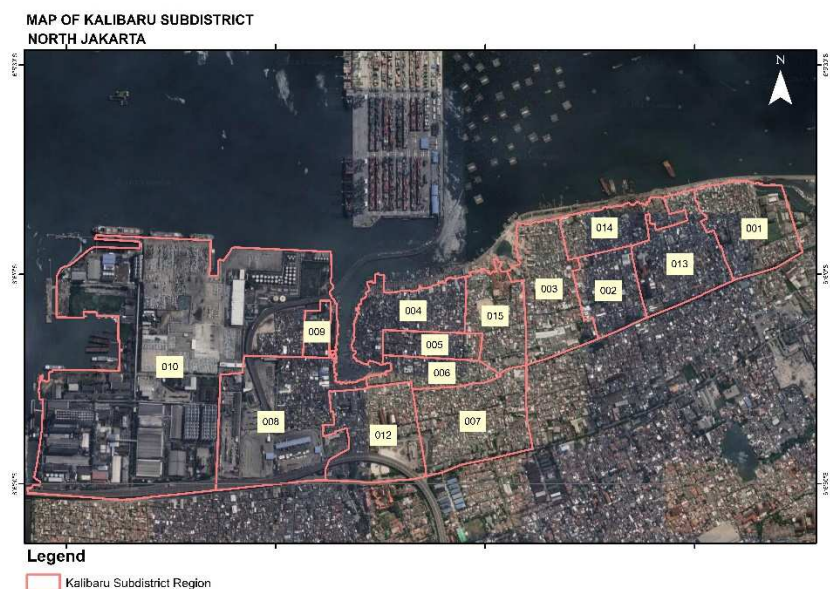 MAP OF KALIBARU SUBDISTRICT
NORTH JAKARTA
N
001
014
013
003
002
004
015
009
005
010
006
008
007
012
Legend
Kalibaru Subdistrict Region